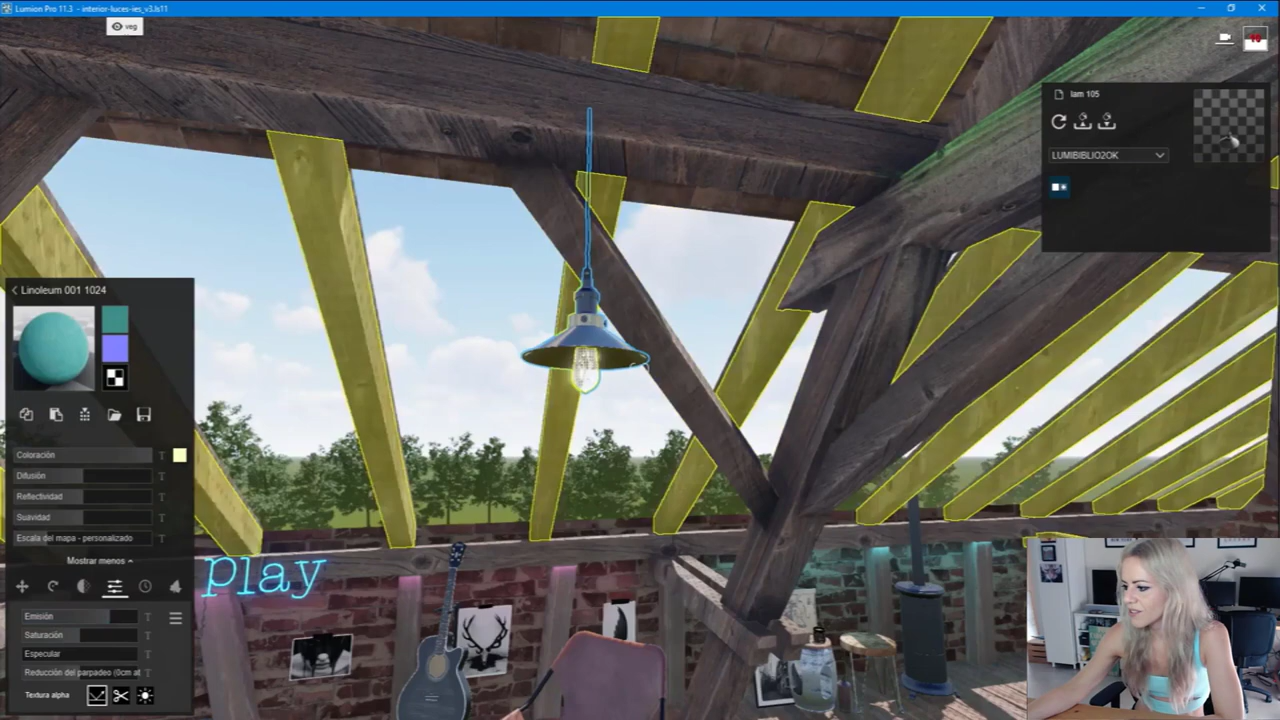 Lumion Pro 11.3 - interior-luces-ies_v3.ls11
veg
lam 105
LUMIBIBLIO2OK
Linoleum 001 1024
Coloración
Difusión
Reflectividad
Suavidad
Escala del mapa - personalizado
Mostrar menos
Emisión
Saturación
Especular
Reducción del parpadeo (0cm at
Textura alpha
play